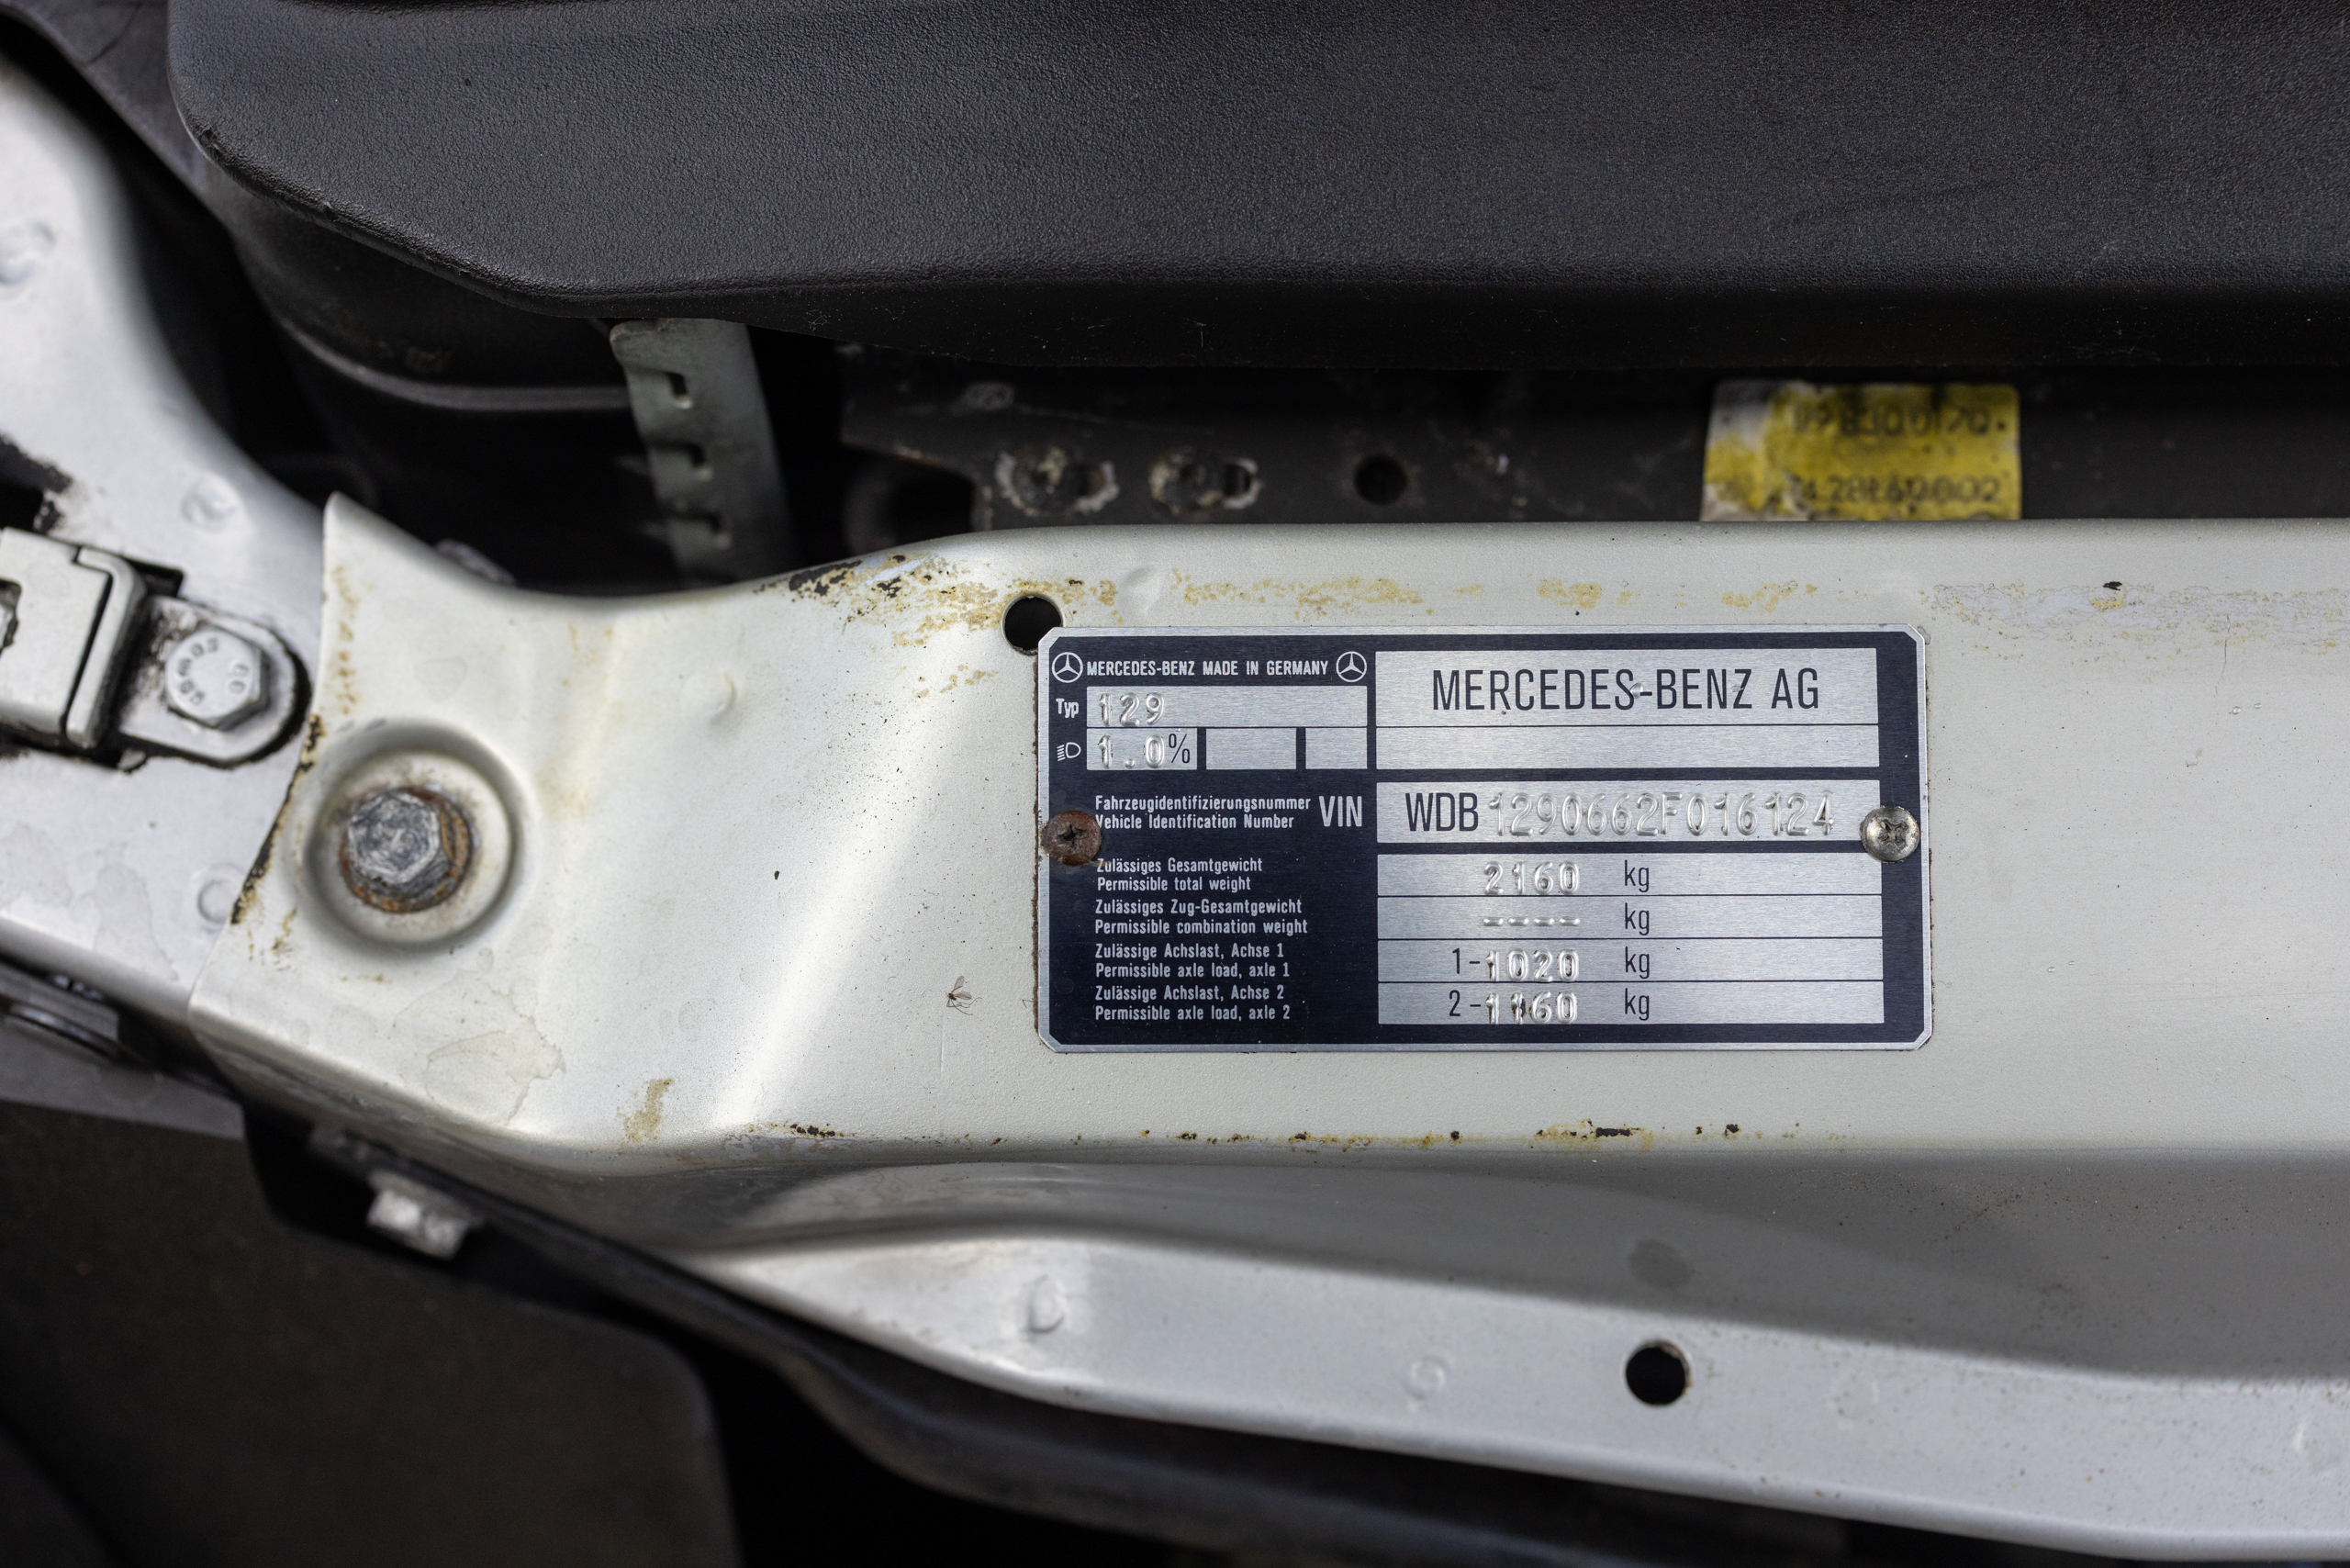 MERCEDES-BENZ MADE IN GERMANY
MERCEDES-BENZ AG
Typ 129
1.0%
Fahrzeugidentifizierungsnummer
Vehicle Identification Number
VIN
WDB1290662F016124
Zulässiges Gesamtgewicht
Permissible total weight
2160 kg
Zulässiges Zug-Gesamtgewicht
Permissible combination weight
---- kg
Zulässige Achslast, Achse 1
Permissible axle load, axle 1
1-1020 kg
Zulässige Achslast, Achse 2
Permissible axle load, axle 2
2-1160 kg